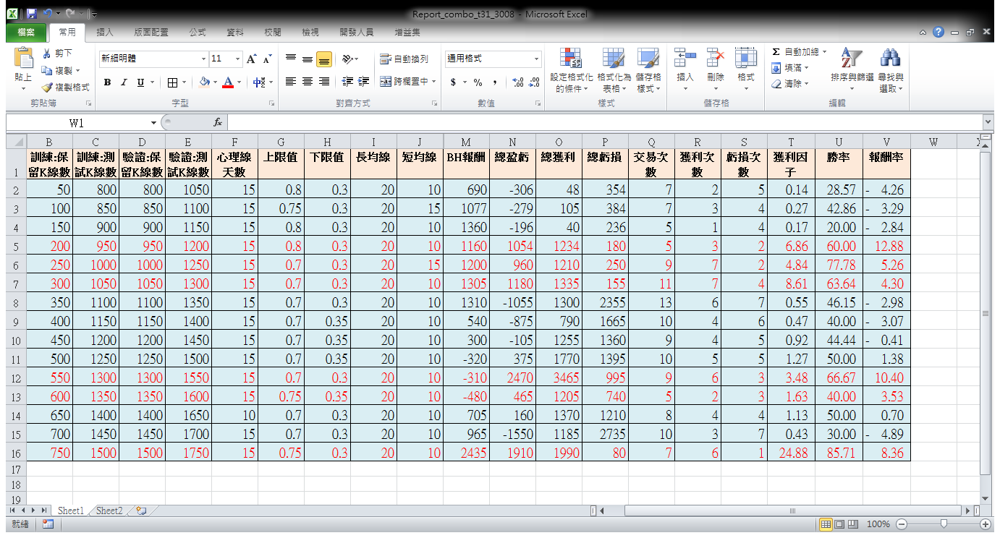 Report_combo_t31_3008 - Microsoft Excel
檔案 常用 插入 版面配置 公式 資料 校閱 檢視 開發人員 增益集
貼上 剪下 複製 複製格式
新細明體 11
B I U A
自動換列 跨欄置中
通用格式
$ % ,
設定格式化的條件 格式化為表格 儲存格樣式
插入 刪除 格式
Σ 自動加總 填滿 清除
排序與篩選 尋找與選取
剪貼簿 字型 對齊方式 數值 樣式 儲存格 編輯
W1 fx
B C D E F G H I J M N O P Q R S T U V W
1 訓練:保留K線數 訓練:測試K線數 驗證:保留K線數 驗證:測試K線數 心理線天數 上限值 下限值 長均線 短均線 BH報酬 總盈虧 總獲利 總虧損 交易次數 獲利次數 虧損次數 獲利因子 勝率 報酬率
2 50 800 800 1050 15 0.8 0.3 20 10 690 -306 48 354 7 2 5 0.14 28.57 - 4.26
3 100 850 850 1100 15 0.75 0.3 20 15 1077 -279 105 384 7 3 4 0.27 42.86 - 3.29
4 150 900 900 1150 15 0.8 0.3 20 10 1360 -196 40 236 5 1 4 0.17 20.00 - 2.84
5 200 950 950 1200 15 0.8 0.3 20 10 1160 1054 1234 180 5 3 2 6.86 60.00 12.88
6 250 1000 1000 1250 15 0.7 0.3 20 15 1200 960 1210 250 9 7 2 4.84 77.78 5.26
7 300 1050 1050 1300 15 0.7 0.3 20 10 1305 1180 1335 155 11 7 4 8.61 63.64 4.30
8 350 1100 1100 1350 15 0.7 0.3 20 10 1310 -1055 1300 2355 13 6 7 0.55 46.15 - 2.98
9 400 1150 1150 1400 15 0.7 0.35 20 10 540 -875 790 1665 10 4 6 0.47 40.00 - 3.07
10 450 1200 1200 1450 15 0.7 0.35 20 10 300 -105 1255 1360 9 4 5 0.92 44.44 - 0.41
11 500 1250 1250 1500 15 0.7 0.35 20 10 -320 375 1770 1395 10 5 5 1.27 50.00 1.38
12 550 1300 1300 1550 15 0.7 0.3 20 10 -310 2470 3465 995 9 6 3 3.48 66.67 10.40
13 600 1350 1350 1600 15 0.75 0.35 20 10 -480 465 1205 740 5 2 3 1.63 40.00 3.53
14 650 1400 1400 1650 10 0.7 0.3 20 10 705 160 1370 1210 8 4 4 1.13 50.00 0.70
15 700 1450 1450 1700 15 0.7 0.3 20 10 965 -1550 1185 2735 10 3 7 0.43 30.00 - 4.89
16 750 1500 1500 1750 15 0.75 0.3 20 10 2435 1910 1990 80 7 6 1 24.88 85.71 8.36
17
18
19
Sheet1 Sheet2
就緒 100%